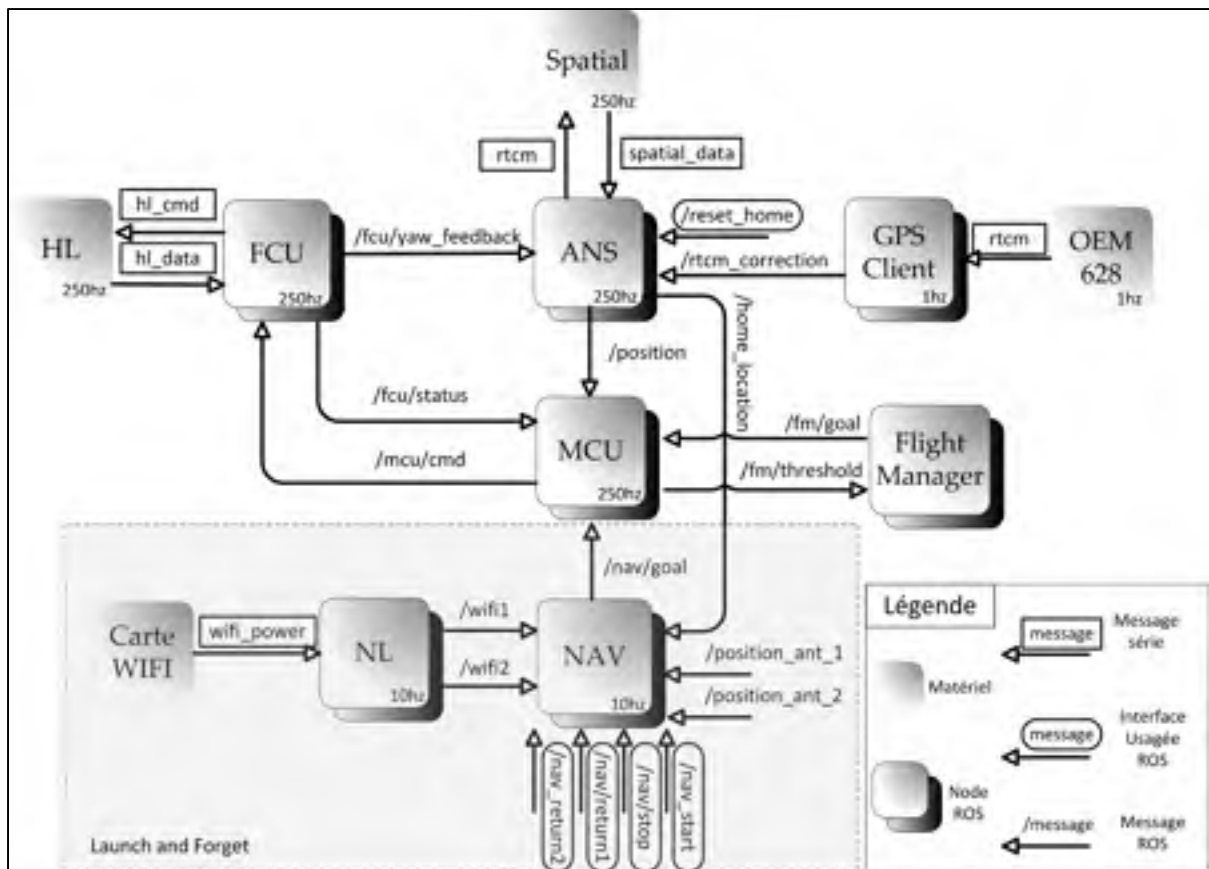 Spatial
250hz
rtcm
spatial_data
hl_cmd
HL
250hz
hl_data
FCU
250hz
/fcu/yaw_feedback
ANS
250hz
/reset_home
/rtcm_correction
GPS
Client
1hz
rtcm
OEM
628
1hz
/position
/home_location
/fcu/status
/mcu/cmd
MCU
250hz
/fm/goal
/fm/threshold
Flight
Manager
/nav/goal
Carte
WIFI
wifi_power
NL
10hz
/wifi1
/wifi2
NAV
10hz
/position_ant_1
/position_ant_2
/nav_return2
/nav/return1
/nav/stop
/nav_start
Launch and Forget
Légende
Matériel
Node
ROS
message
Message
série
message
Interface
Usagée
ROS
/message
Message
ROS